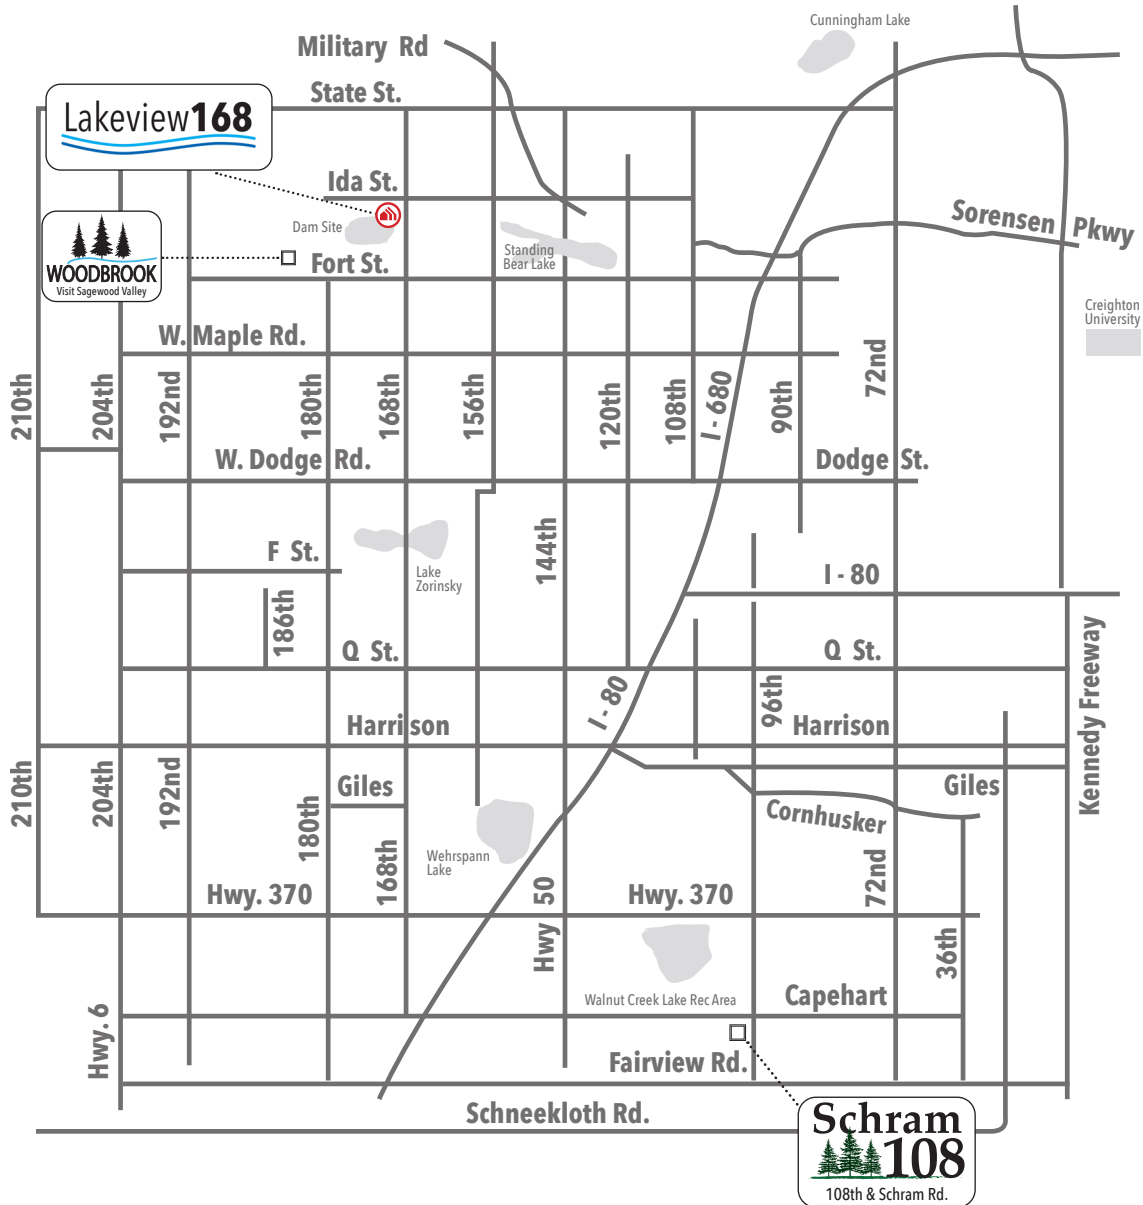 Cunningham Lake
Military Rd
State St.
Lakeview168
Ida St.
Dam Site
Sorensen Pkwy
WOODBROOK
Visit Sagewood Valley
Fort St.
Standing
Bear Lake
Creighton
University
W. Maple Rd.
210th
204th
192nd
180th
168th
156th
120th
108th
I - 680
90th
72nd
W. Dodge Rd.
Dodge St.
F St.
144th
Lake
Zorinsky
I - 80
186th
Q St.
Q St.
I - 80
96th
Kennedy Freeway
Harrison
Harrison
210th
204th
192nd
180th
Giles
Giles
Cornhusker
168th
Wehrspann
Lake
72nd
Hwy. 370
Hwy 50
Hwy. 370
36th
Walnut Creek Lake Rec Area
Capehart
Hwy. 6
Fairview Rd.
Schneekloth Rd.
Schram
108
108th & Schram Rd.